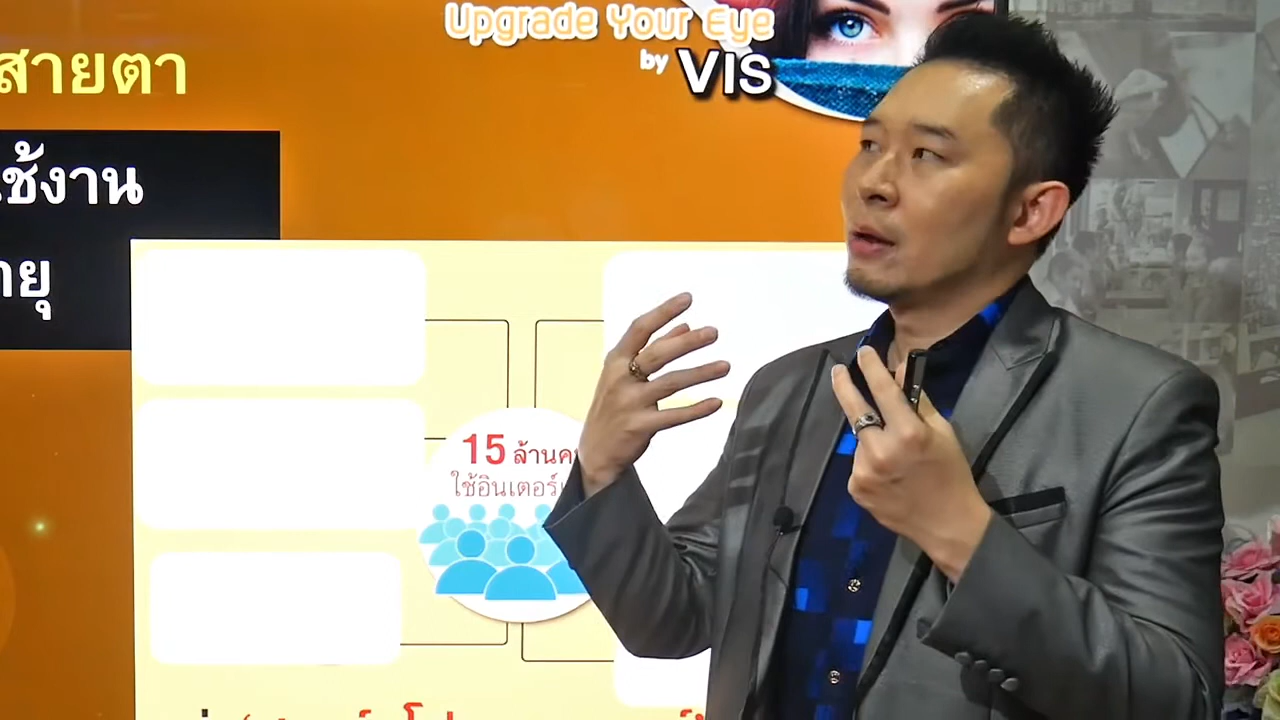 Upgrade Your Eye
by VIS
สายตา
ช้งาน
ายุ
15 ล้านค
ใช้อินเตอร์